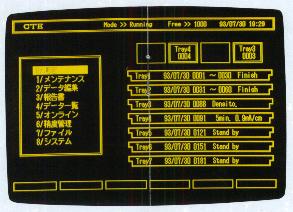 CTE Mode >> Running Free >> 1000 93/07/30 19:29
Tray4 Tray3
0004 0003
1/メンテナンス
2/データ編集
3/報告書
4/データ一覧
5/オンライン
6/精度管理
7/ファイル
8/システム
Tray1 93/07/30 0001 ～ 0030 Finish
Tray2 93/07/30 0031 ～ 0060 Finish
Tray3 93/07/30 0088 Densito.
Tray4 93/07/30 0091 5min. 0.9mA/cm
Tray5 93/07/30 0121 Stand by
Tray6 93/07/30 0151 Stand by
Tray7 93/07/30 0181 Stand by